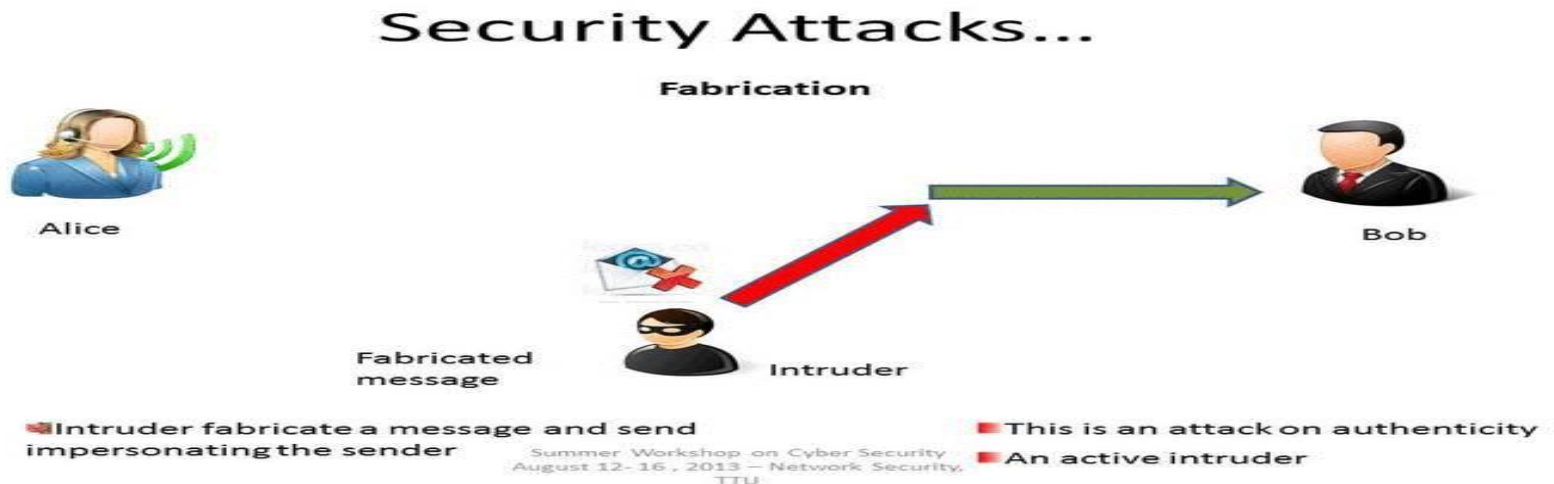 Security Attacks...
Fabrication
Alice
Bob
Fabricated
message
Intruder
Intruder fabricate a message and send
impersonating the sender
This is an attack on authenticity
An active intruder
Summer Workshop on Cyber Security
August 12- 16 , 2013 – Network Security,
TTU